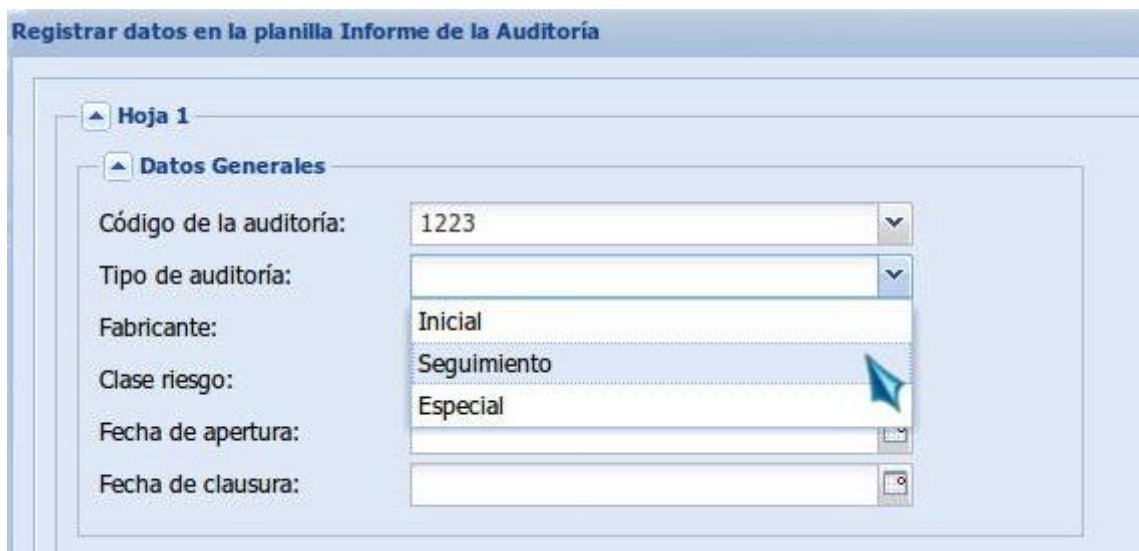 Registrar datos en la planilla Informe de la Auditoría
Hoja 1
Datos Generales
Código de la auditoría: 1223
Tipo de auditoría:
Inicial
Fabricante:
Seguimiento
Clase riesgo:
Especial
Fecha de apertura:
Fecha de clausura: